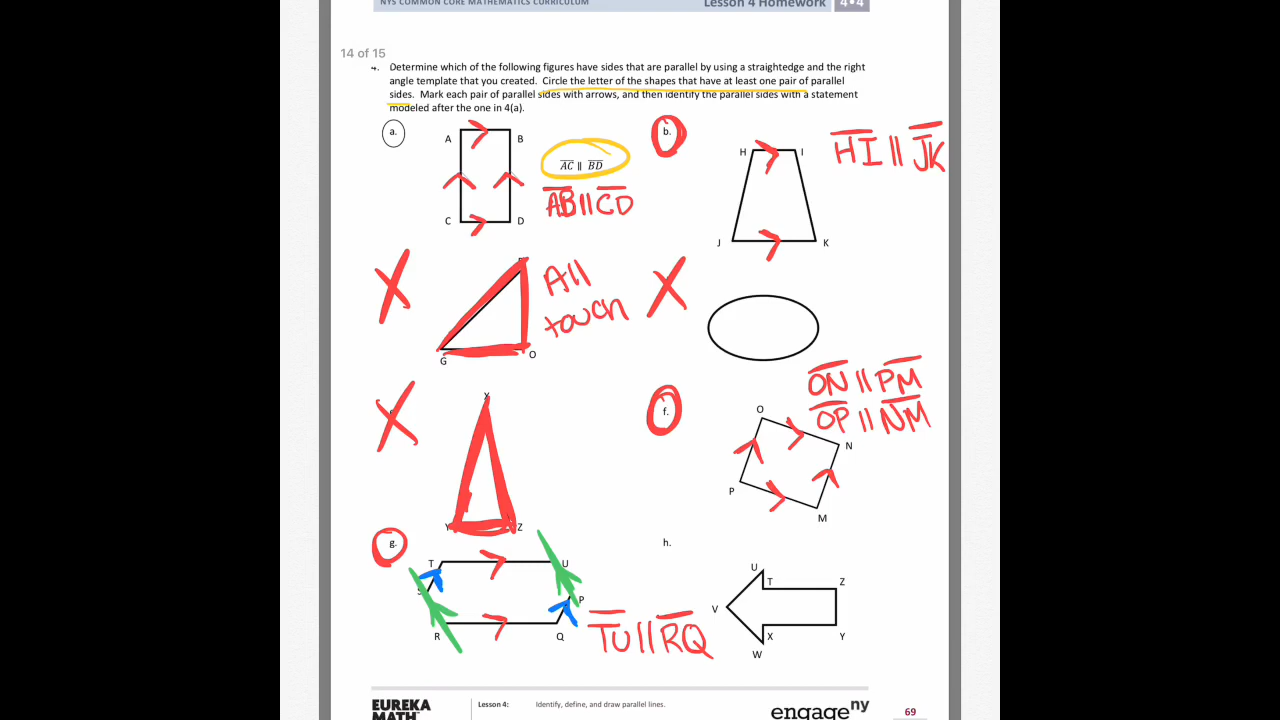 NYS COMMON CORE MATHEMATICS CURRICULUM
Lesson 4 Homework
4•4
14 of 15
4. Determine which of the following figures have sides that are parallel by using a straightedge and the right
angle template that you created. Circle the letter of the shapes that have at least one pair of parallel
sides. Mark each pair of parallel sides with arrows, and then identify the parallel sides with a statement
modeled after the one in 4(a).
a.
A
B
C
D
AC ∥ BD
AB ∥ CD
b.
H
I
J
K
HI ∥ JK
G
O
All
touch
X
Y
Z
f.
O
N
P
M
ON ∥ PM
OP ∥ NM
g.
T
U
S
P
R
Q
TU ∥ RQ
h.
U
T
Z
V
X
Y
W
EUREKA
MATH
Lesson 4:
Identify, define, and draw parallel lines.
engageny
69